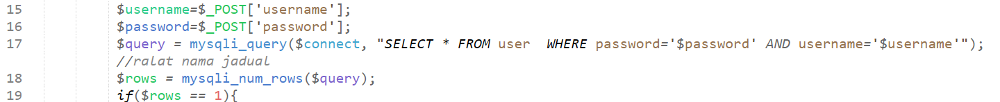 15 $username=$_POST['username'];
16 $password=$_POST['password'];
17 $query = mysqli_query($connect, "SELECT * FROM user  WHERE password='$password' AND username='$username'");
//ralat nama jadual
18 $rows = mysqli_num_rows($query);
19 if($rows == 1){